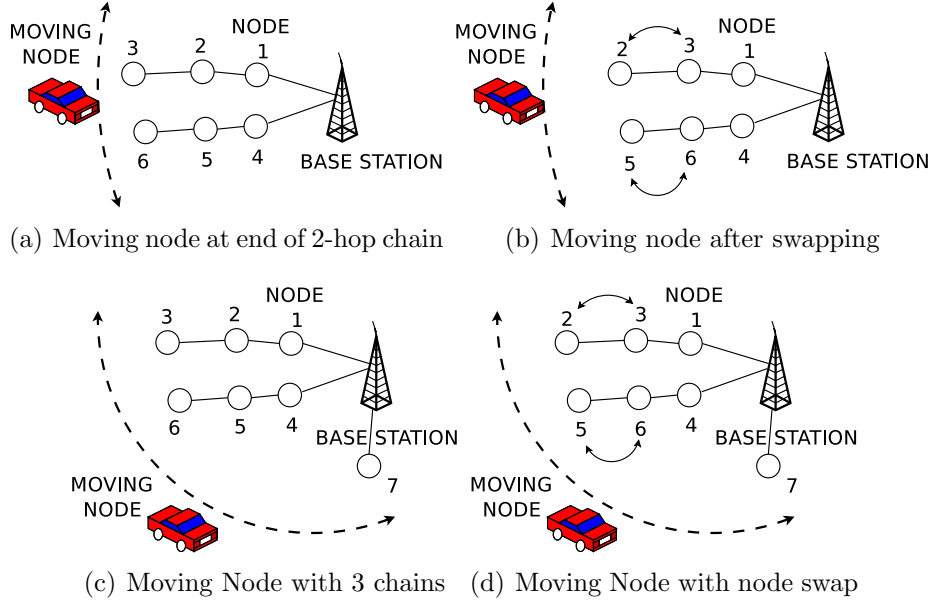 MOVING
NODE
NODE
3
2
1
6
5
4
BASE STATION
(a) Moving node at end of 2-hop chain
MOVING
NODE
NODE
2
3
1
5
6
4
BASE STATION
(b) Moving node after swapping
NODE
3
2
1
6
5
4
BASE STATION
7
MOVING
NODE
(c) Moving Node with 3 chains
NODE
2
3
1
5
6
4
BASE STATION
7
MOVING
NODE
(d) Moving Node with node swap